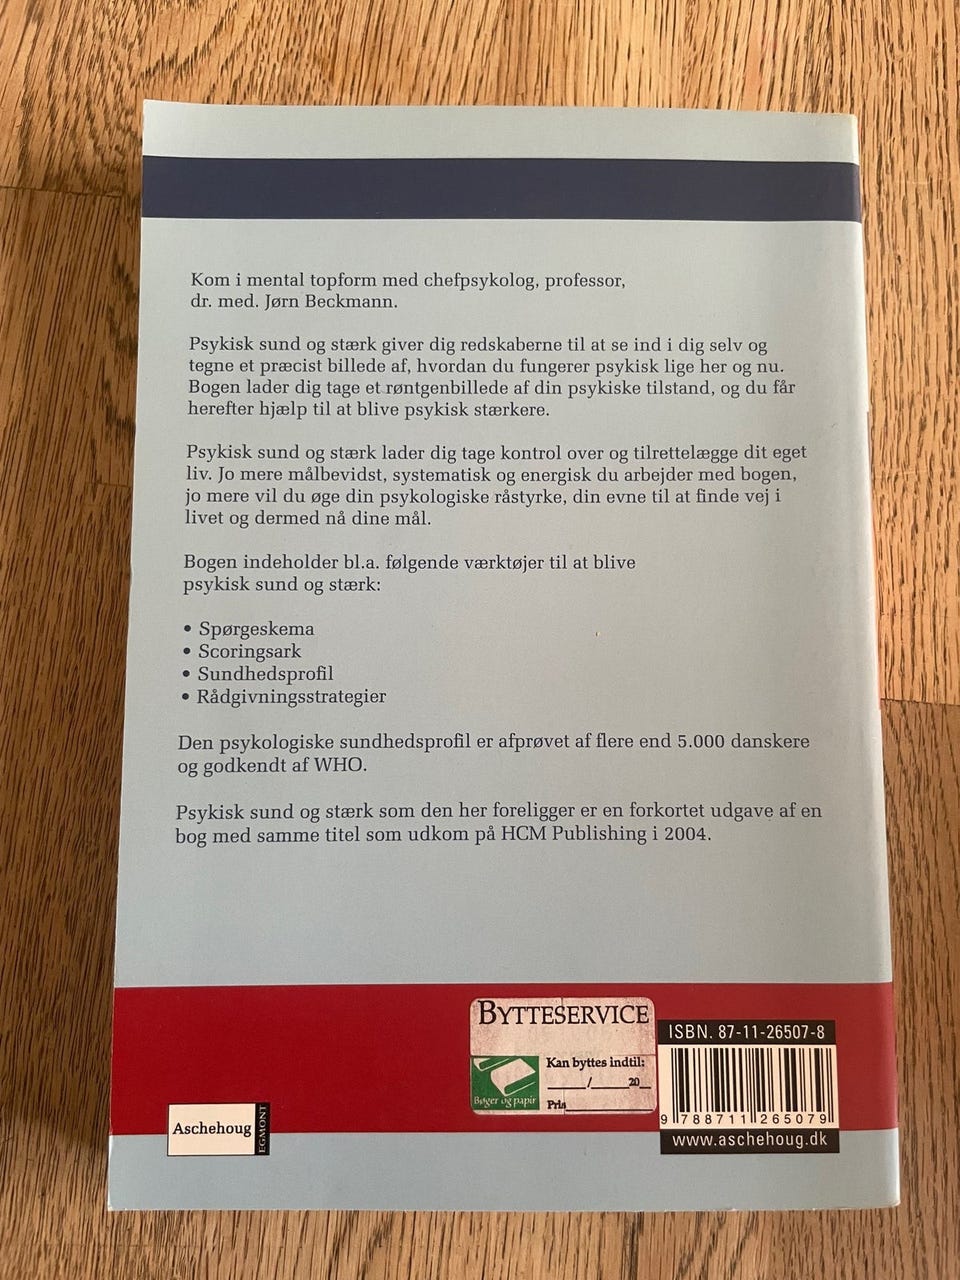 Kom i mental topform med chefpsykolog, professor,
dr. med. Jørn Beckmann.
Psykisk sund og stærk giver dig redskaberne til at se ind i dig selv og
tegne et præcist billede af, hvordan du fungerer psykisk lige her og nu.
Bogen lader dig tage et røntgenbillede af din psykiske tilstand, og du får
herefter hjælp til at blive psykisk stærkere.
Psykisk sund og stærk lader dig tage kontrol over og tilrettelægge dit eget
liv. Jo mere målbevidst, systematisk og energisk du arbejder med bogen,
jo mere vil du øge din psykologiske råstyrke, din evne til at finde vej i
livet og dermed nå dine mål.
Bogen indeholder bl.a. følgende værktøjer til at blive
psykisk sund og stærk:
• Spørgeskema
• Scoringsark
• Sundhedsprofil
• Rådgivningsstrategier
Den psykologiske sundhedsprofil er afprøvet af flere end 5.000 danskere
og godkendt af WHO.
Psykisk sund og stærk som den her foreligger er en forkortet udgave af en
bog med samme titel som udkom på HCM Publishing i 2004.
BYTTESERVICE
Kan byttes indtil:
____/____20__
Pris________
Bøger og papir
ISBN. 87-11-26507-8
9 788711 265079
www.aschehoug.dk
Aschehoug
EGMONT